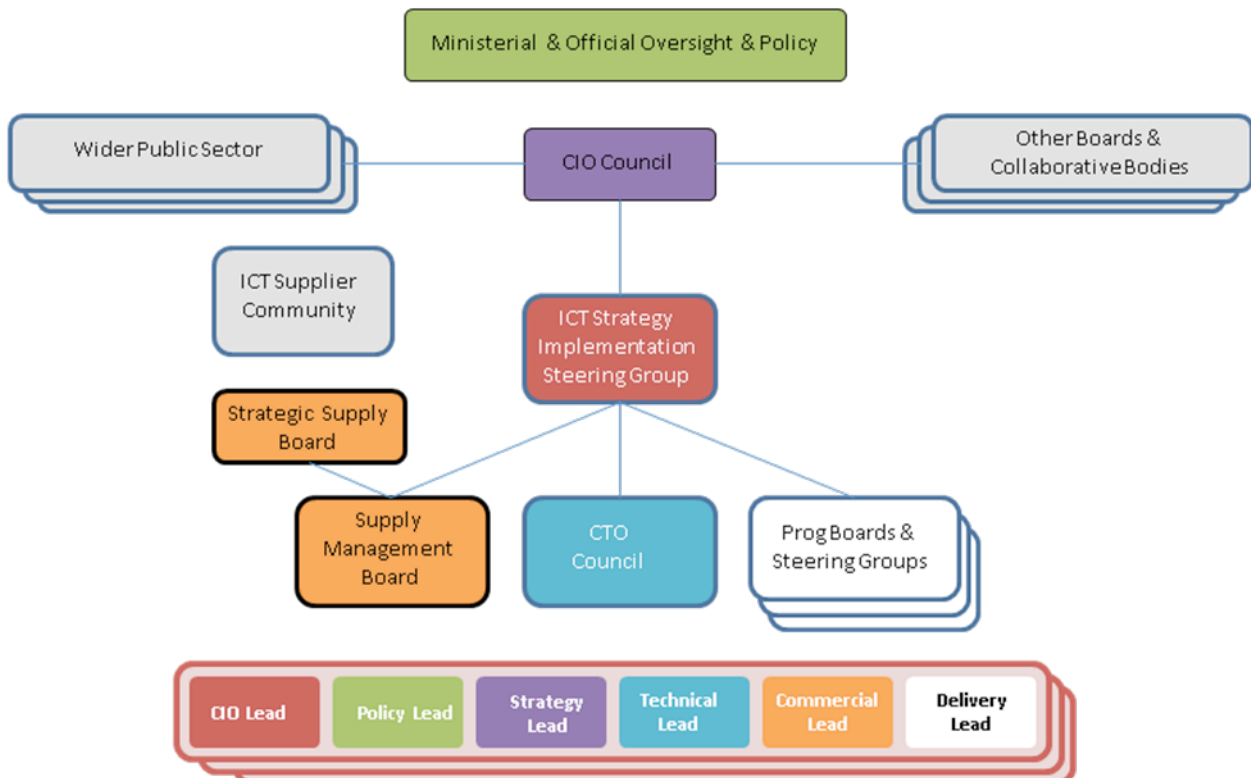 Ministerial & Official Oversight & Policy
Wider Public Sector
CIO Council
Other Boards &
Collaborative Bodies
ICT Supplier
Community
ICT Strategy
Implementation
Steering Group
Strategic Supply
Board
Supply
Management
Board
CTO
Council
Prog Boards &
Steering Groups
CIO Lead
Policy Lead
Strategy
Lead
Technical
Lead
Commercial
Lead
Delivery
Lead